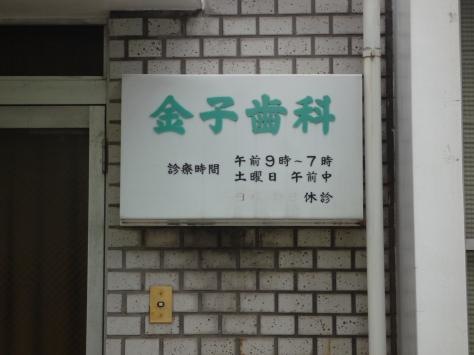 金子歯科
診療時間 午前9時~7時
土曜日 午前中
休診